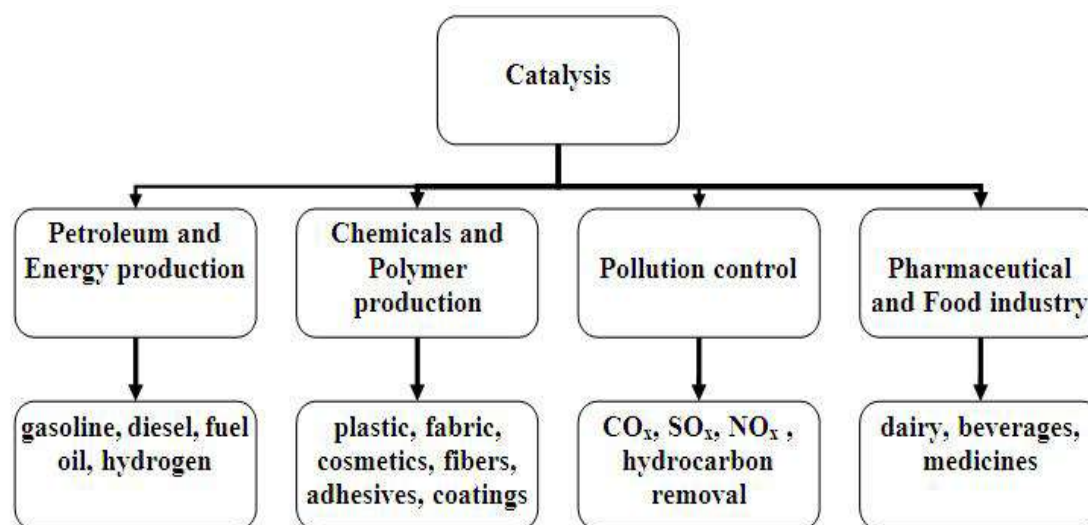 Catalysis
Petroleum and
Energy production
Chemicals and
Polymer
production
Pollution control
Pharmaceutical
and Food industry
gasoline, diesel, fuel
oil, hydrogen
plastic, fabric,
cosmetics, fibers,
adhesives, coatings
COₓ, SOₓ, NOₓ ,
hydrocarbon
removal
dairy, beverages,
medicines